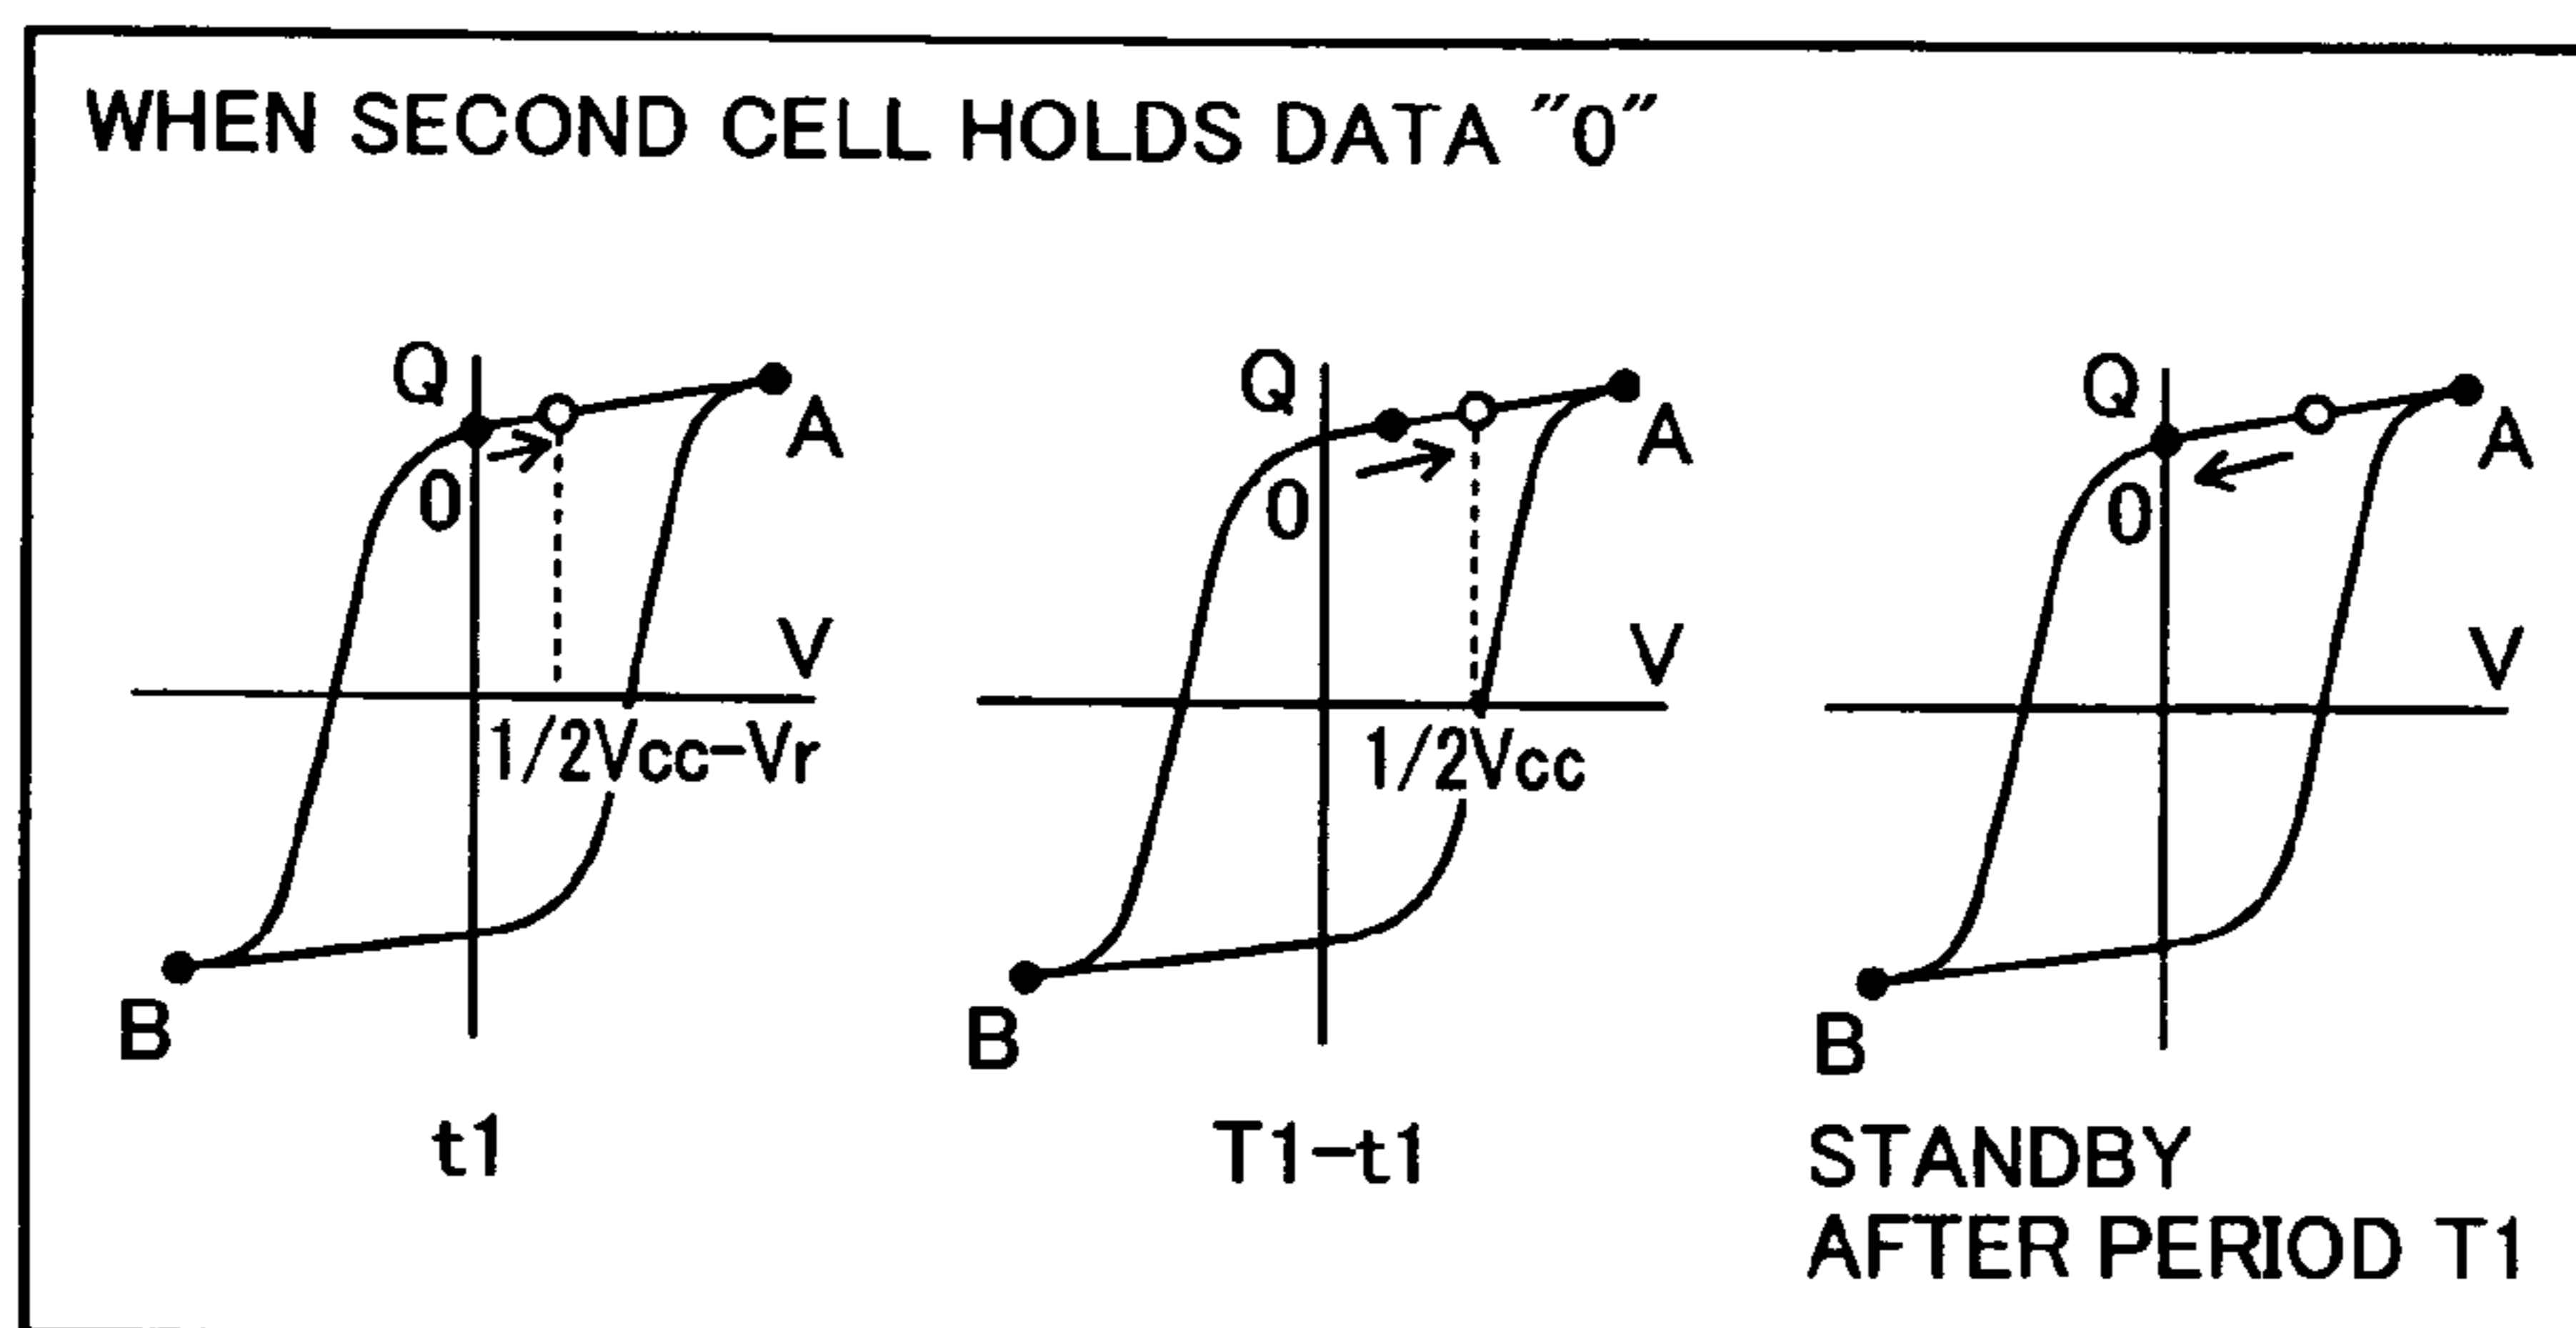 WHEN SECOND CELL HOLDS DATA "0"
Q Q Q
A A A
0 0 0
V V V
1/2Vcc-Vr 1/2Vcc
B B B
t1 T1-t1 STANDBY
AFTER PERIOD T1